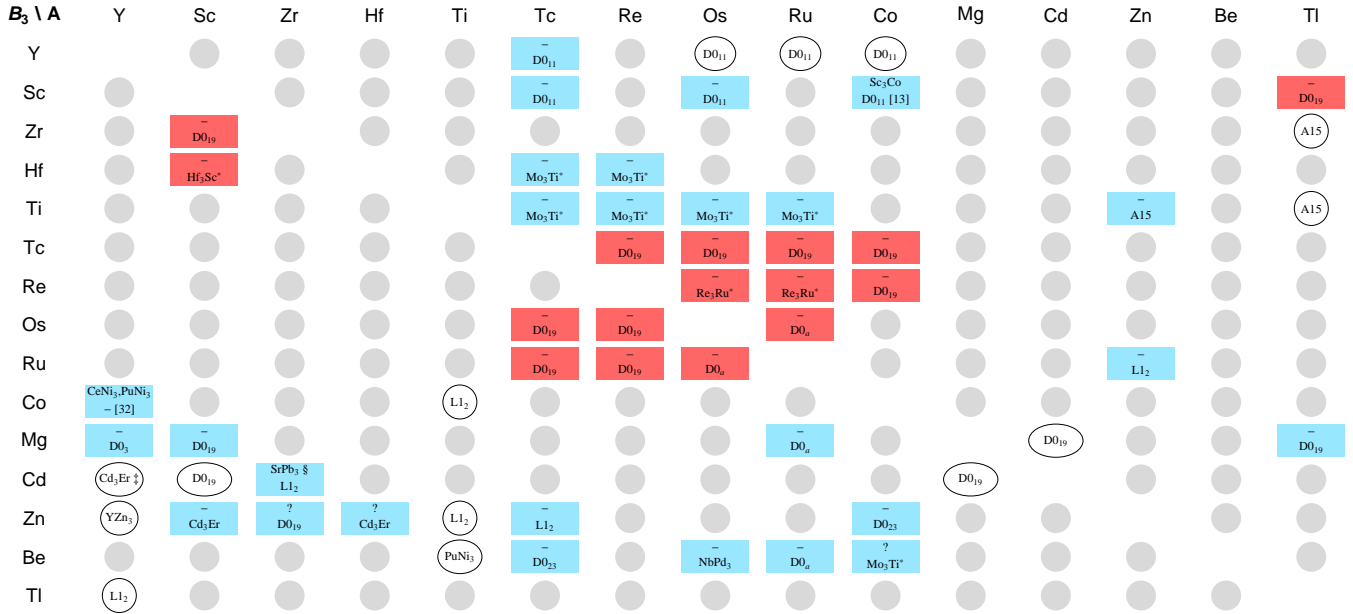 B₃ \ A Y Sc Zr Hf Ti Tc Re Os Ru Co Mg Cd Zn Be Tl
Y – D0₁₁ D0₁₁ D0₁₁ D0₁₁
Sc – D0₁₁ – D0₁₁ Sc₃Co D0₁₁ [13] – D0₁₉
Zr – D0₁₉ A15
Hf – Hf₃Sc* – Mo₃Ti* – Mo₃Ti*
Ti – Mo₃Ti* – Mo₃Ti* – Mo₃Ti* – Mo₃Ti* – A15 A15
Tc – D0₁₉ – D0₁₉ – D0₁₉ – D0₁₉
Re – Re₃Ru* – Re₃Ru* – D0₁₉
Os – D0₁₉ – D0₁₉ – D0ₐ
Ru – D0₁₉ – D0₁₉ – D0ₐ – L1₂
Co CeNi₃,PuNi₃ – [32] L1₂
Mg – D0₃ – D0₁₉ – D0ₐ D0₁₉ – D0₁₉
Cd Cd₃Er ‡ D0₁₉ SrPb₃ § L1₂ D0₁₉
Zn YZn₃ – Cd₃Er ? D0₁₉ ? Cd₃Er L1₂ – L1₂ – D0₂₃
Be PuNi₃ – D0₂₃ – NbPd₃ – D0ₐ ? Mo₃Ti*
Tl L1₂